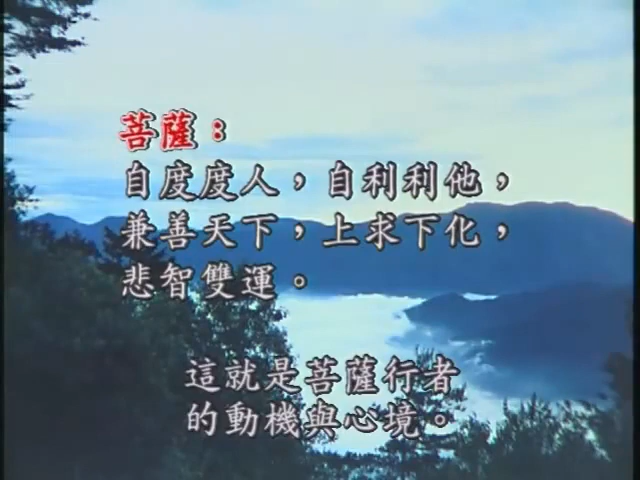 菩薩：
自度度人，自利利他，
兼善天下，上求下化，
悲智雙運。
這就是菩薩行者
的動機與心境。